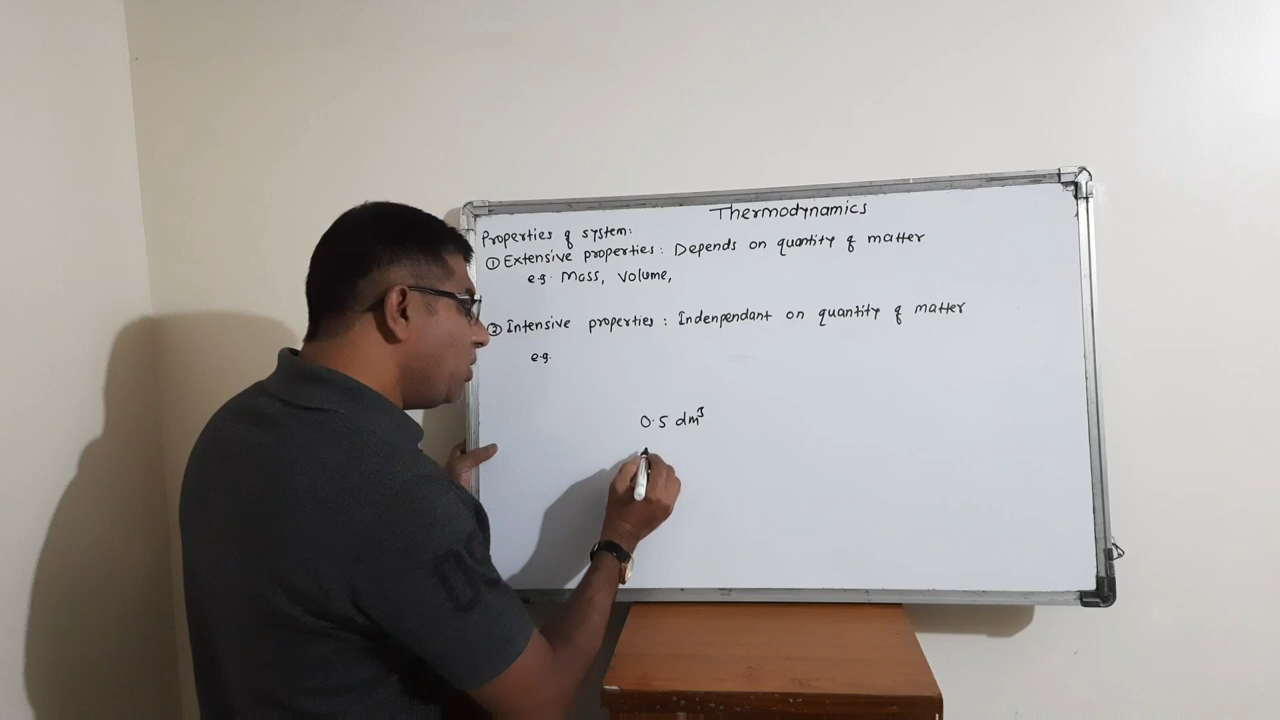 Thermodynamics
Properties of system:
① Extensive properties: Depends on quantity of matter
e.g. Mass, Volume,
② Intensive properties: Indenpendant on quantity of matter
e.g.
0.5 dm³